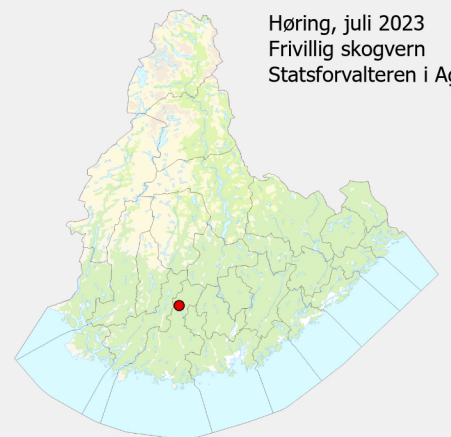 Høring, juli 2023
Frivillig skogvern
Statsforvalteren i Ag